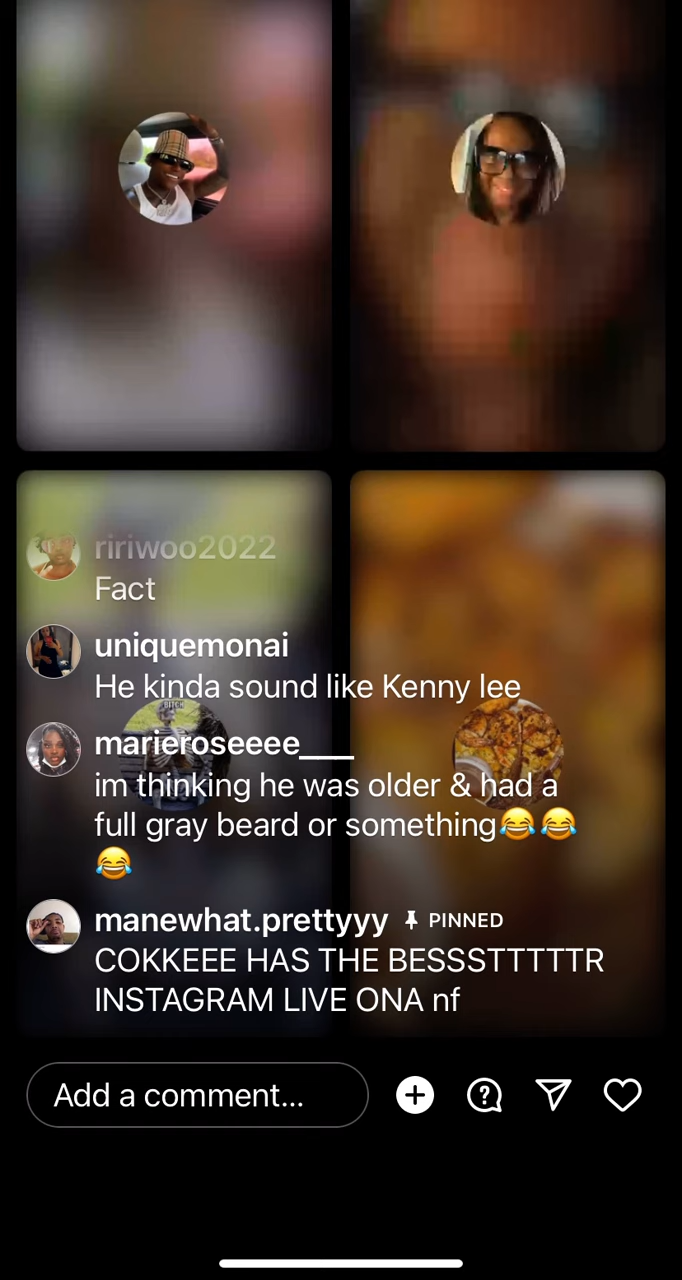 BITCH
ririwoo2022
Fact
uniquemonai
He kinda sound like Kenny lee
marieroseeee___
im thinking he was older & had a
full gray beard or something😂😂
😂
manewhat.prettyyy PINNED
COKKEEE HAS THE BESSSTTTTTR
INSTAGRAM LIVE ONA nf
Add a comment...